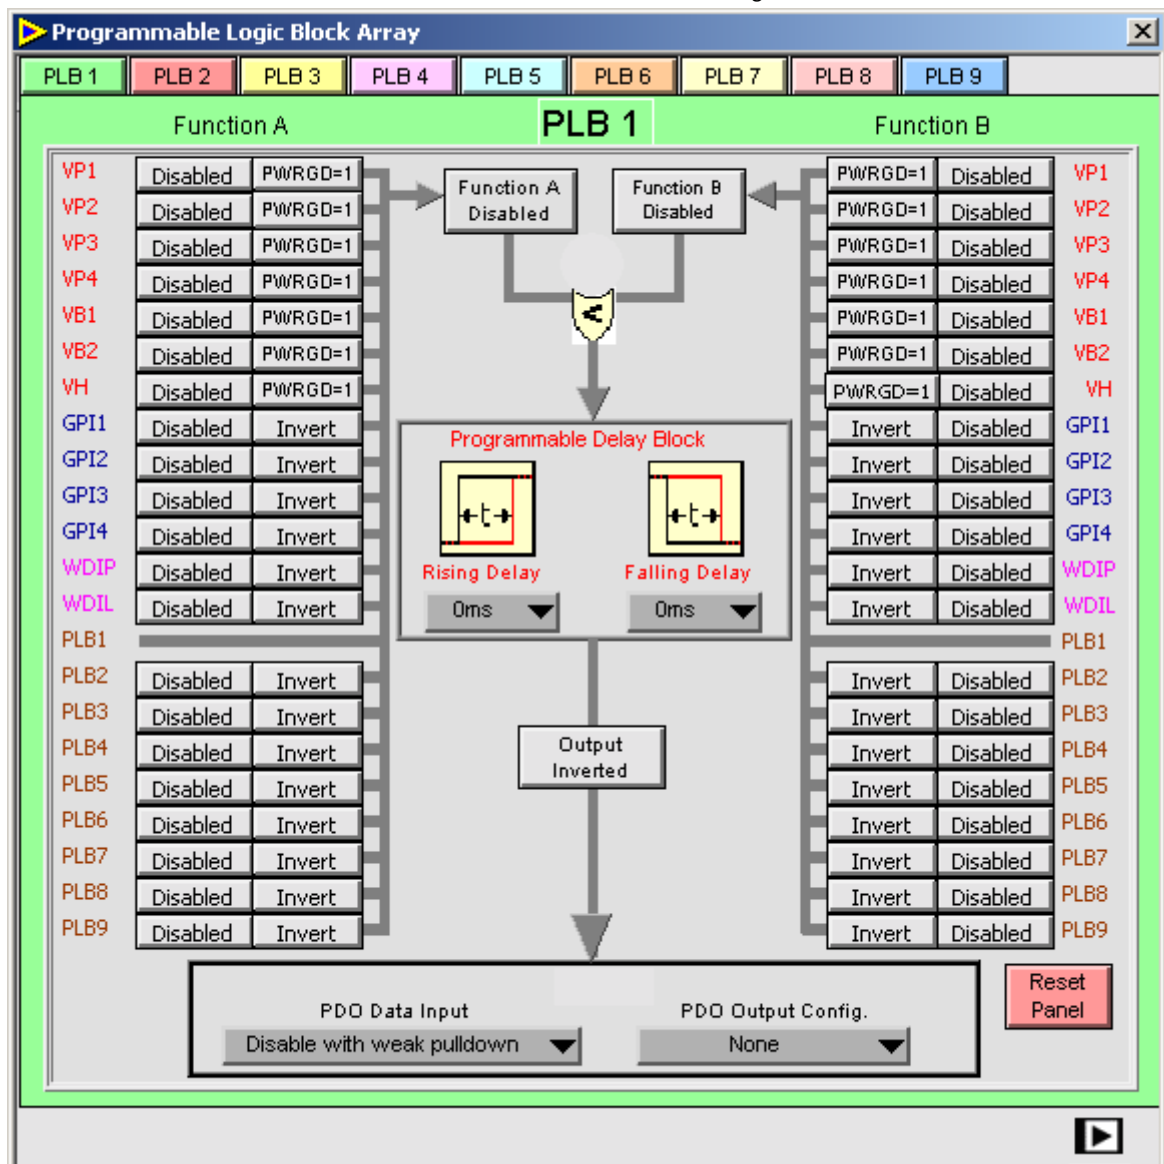 Programmable Logic Block Array
PLB 1 PLB 2 PLB 3 PLB 4 PLB 5 PLB 6 PLB 7 PLB 8 PLB 9
Function A PLB 1 Function B
VP1 Disabled PWRGD=1 PWRGD=1 Disabled VP1
Function A Disabled
Function B Disabled
VP2 Disabled PWRGD=1 PWRGD=1 Disabled VP2
VP3 Disabled PWRGD=1 PWRGD=1 Disabled VP3
VP4 Disabled PWRGD=1 PWRGD=1 Disabled VP4
VB1 Disabled PWRGD=1 PWRGD=1 Disabled VB1
VB2 Disabled PWRGD=1 PWRGD=1 Disabled VB2
VH Disabled PWRGD=1 PWRGD=1 Disabled VH
GPI1 Disabled Invert Invert Disabled GPI1
Programmable Delay Block
GPI2 Disabled Invert Invert Disabled GPI2
GPI3 Disabled Invert Invert Disabled GPI3
t t
GPI4 Disabled Invert Invert Disabled GPI4
WDIP Disabled Invert Invert Disabled WDIP
Rising Delay Falling Delay
WDIL Disabled Invert Invert Disabled WDIL
0ms 0ms
PLB1 PLB1
PLB2 Disabled Invert Invert Disabled PLB2
PLB3 Disabled Invert Invert Disabled PLB3
PLB4 Disabled Invert Invert Disabled PLB4
Output
Inverted
PLB5 Disabled Invert Invert Disabled PLB5
PLB6 Disabled Invert Invert Disabled PLB6
PLB7 Disabled Invert Invert Disabled PLB7
PLB8 Disabled Invert Invert Disabled PLB8
PLB9 Disabled Invert Invert Disabled PLB9
PDO Data Input PDO Output Config.
Disable with weak pulldown None
Reset
Panel